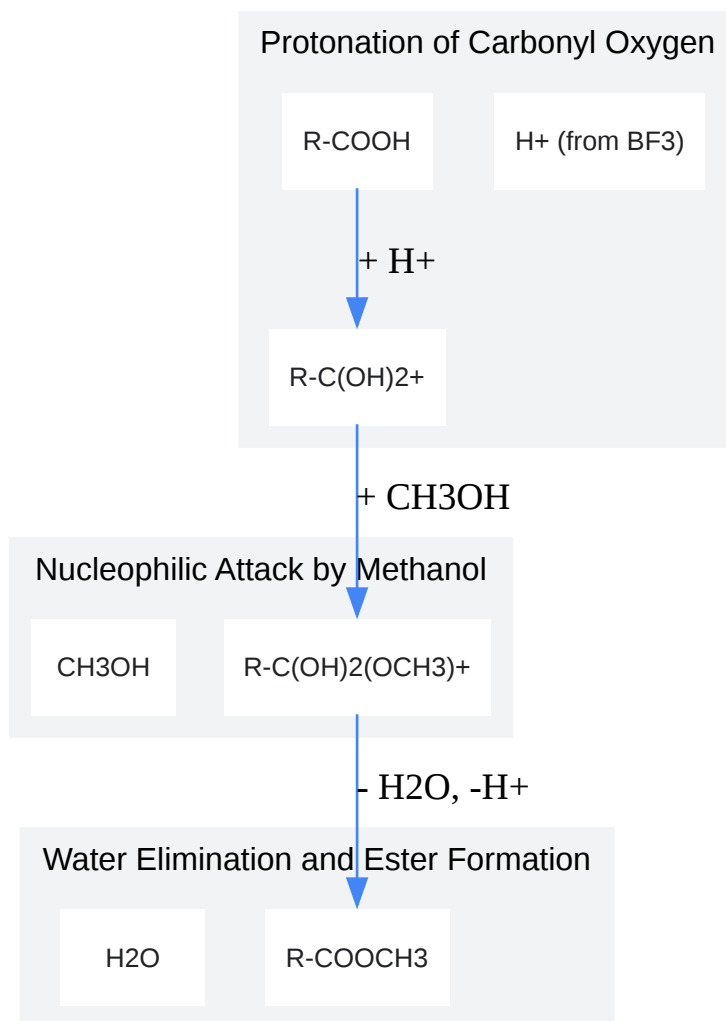 Protonation of Carbonyl Oxygen
R-COOH
H+ (from BF3)
+ H+
R-C(OH)2+
+ CH3OH
Nucleophilic Attack by Methanol
CH3OH
R-C(OH)2(OCH3)+
- H2O, -H+
Water Elimination and Ester Formation
H2O
R-COOCH3